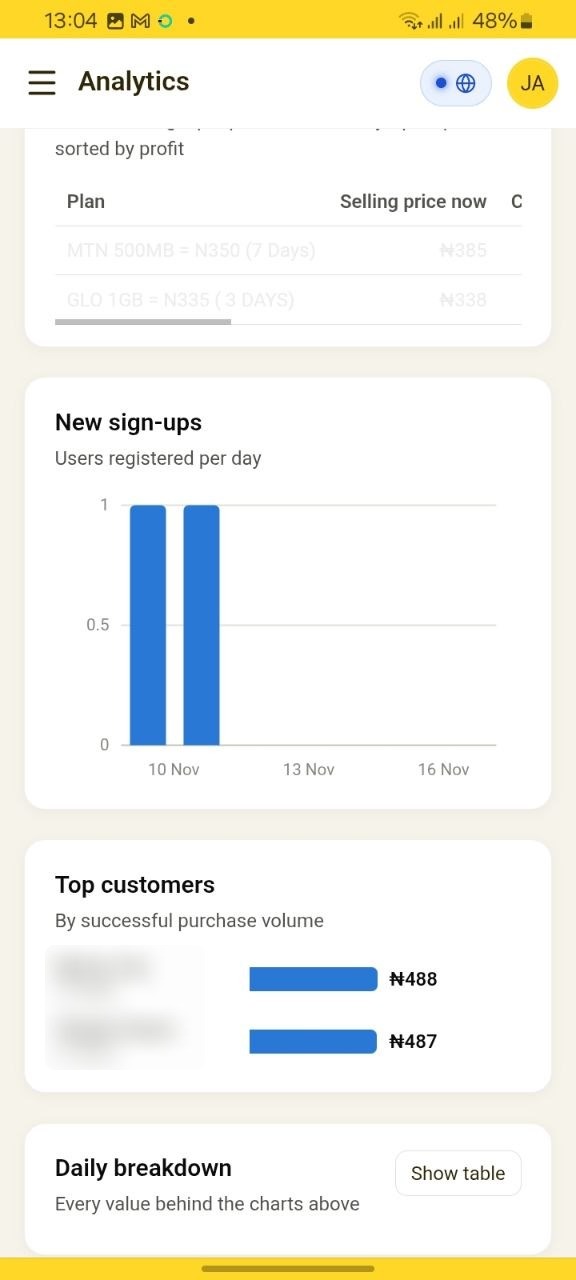 13:04
48%
Analytics
JA
sorted by profit
Plan Selling price now
MTN 500MB = N350 (7 Days) ₦385
GLO 1GB = N335 ( 3 DAYS) ₦338
New sign-ups
Users registered per day
1
0.5
0
10 Nov 13 Nov 16 Nov
Top customers
By successful purchase volume
₦488
₦487
Daily breakdown
Show table
Every value behind the charts above